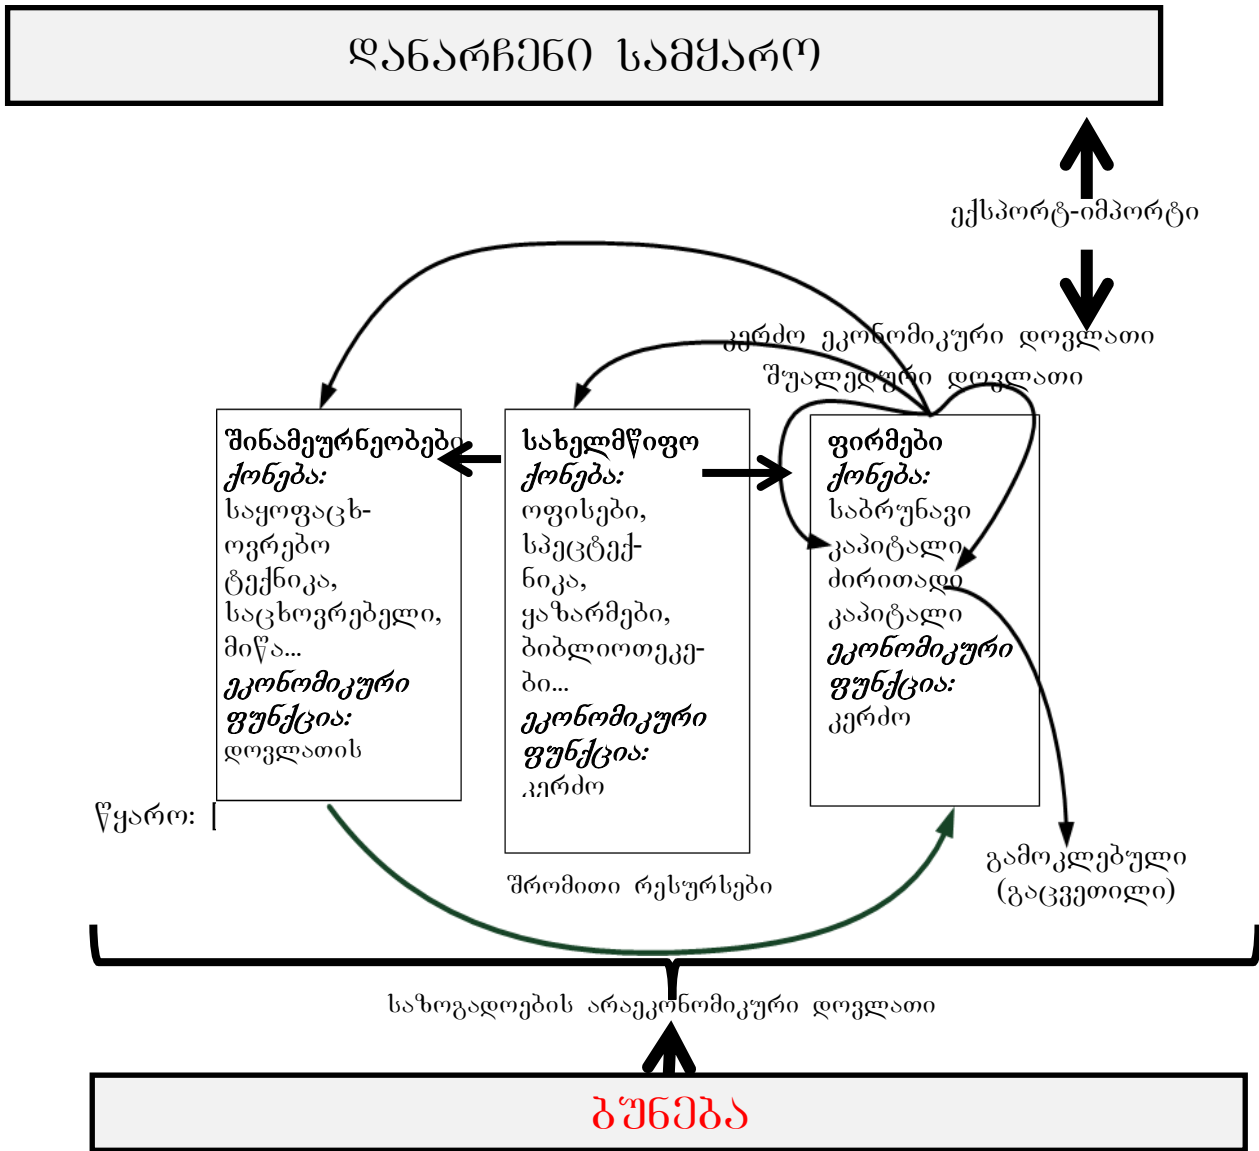 ᲓᲐᲜᲐᲠᲩᲔᲜᲘ ᲡᲐᲛᲧᲐᲠᲝ
ექსპორტ-იმპორტი
კერძო ეკონომიკური დოვლათი
შუალედური დოვლათი
შინამეურნეობები
ქონება:
საყოფაცხ-
ოვრებო
ტექნიკა,
საცხოვრებელი,
მიწა...
ეკონომიკური
ფუნქცია:
დოვლათის
სახელმწიფო
ქონება:
ოფისები,
სპეცტექ-
ნიკა,
ყაზარმები,
ბიბლიოთეკე-
ბი...
ეკონომიკური
ფუნქცია:
კერძო
ფირმები
ქონება:
საბრუნავი
კაპიტალი
ძირითადი
კაპიტალი
ეკონომიკური
ფუნქცია:
კერძო
წყარო: [
გამოკლებული
(გაცვეთილი)
შრომითი რესურსები
საზოგადოების არაეკონომიკური დოვლათი
ᲑᲣᲜᲔᲑᲐ